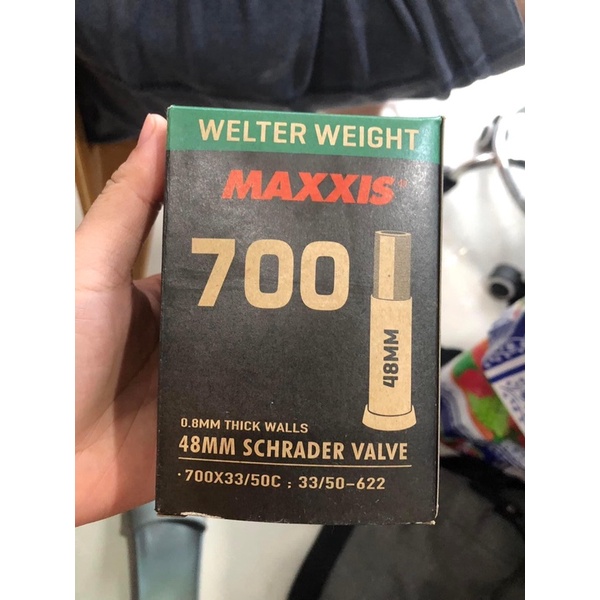 WELTER WEIGHT
MAXXIS
700
48MM
0.8MM THICK WALLS
48MM SCHRADER VALVE
·700X33/50C ; 33/50-622